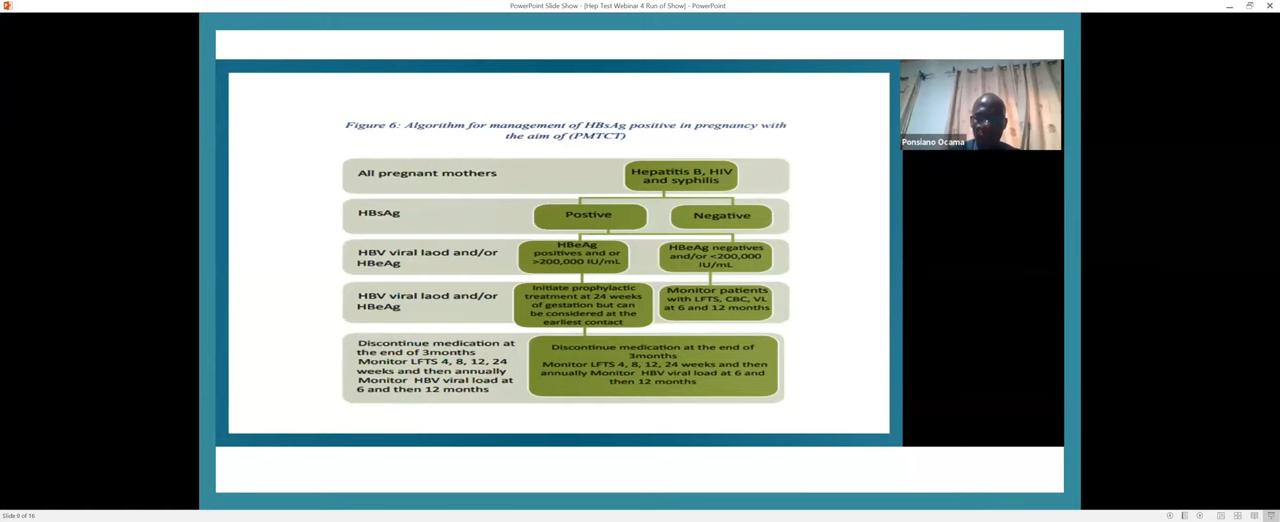 PowerPoint Slide Show - [Hep Test Webinar 4 Run of Show] - PowerPoint
Figure 6: Algorithm for management of HBsAg positive in pregnancy with
the aim of (PMTCT)
All pregnant mothers
Hepatitis B, HIV
and syphilis
HBsAg
Postive
Negative
HBV viral laod and/or
HBeAg
HBeAg
positives and or
>200,000 IU/mL
HBeAg negatives
and/or <200,000
IU/mL
HBV viral laod and/or
HBeAg
Initiate prophylactic
treatment at 24 weeks
of gestation but can
be considered at the
earliest contact
Monitor patients
with LFTS, CBC, VL
at 6 and 12 months
Discontinue medication at
the end of 3months
Monitor LFTS 4, 8, 12, 24
weeks and then annually
Monitor HBV viral load at
6 and then 12 months
Discontinue medication at the end of
3months
Monitor LFTS 4, 8, 12, 24 weeks and then
annually Monitor HBV viral load at 6 and
then 12 months
Ponsiano Ocama
Slide 9 of 16